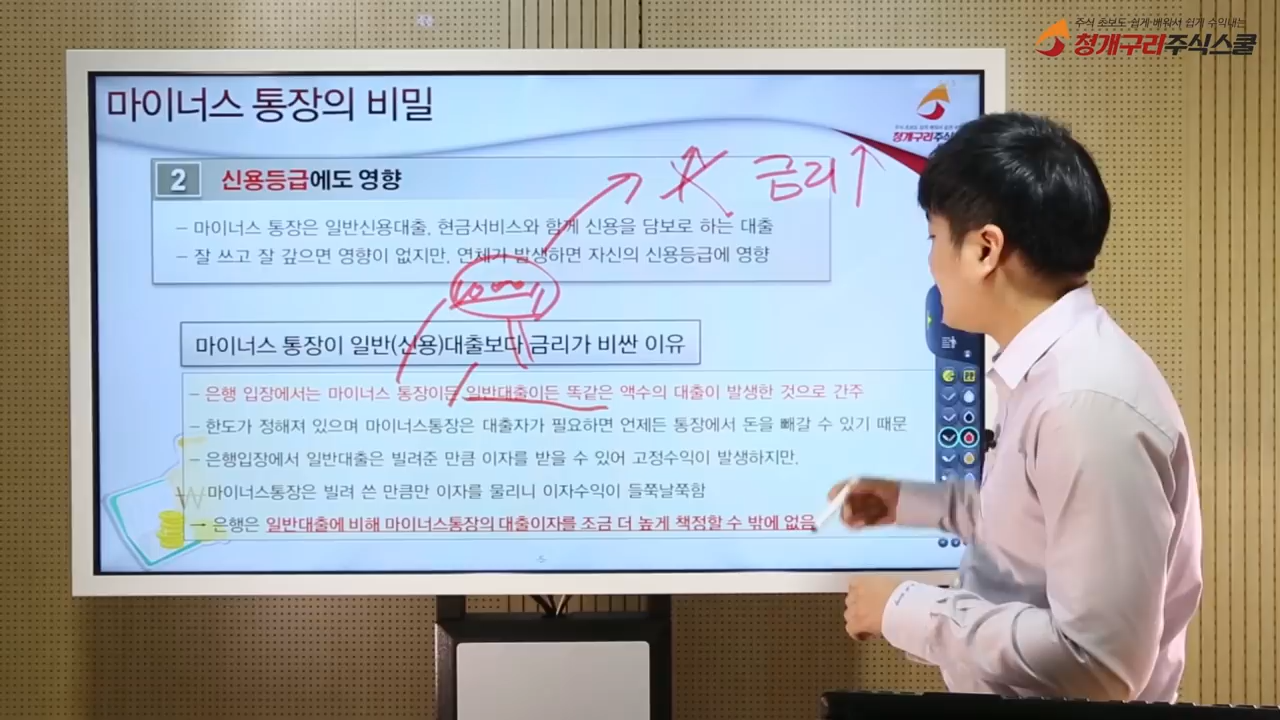 주식 초보도 쉽게 배워서 쉽게 수익내는
청개구리주식스쿨
마이너스 통장의 비밀
청개구리주식
2 신용등급에도 영향
금리↑
- 마이너스 통장은 일반신용대출, 현금서비스와 함께 신용을 담보로 하는 대출
- 잘 쓰고 잘 갚으면 영향이 없지만, 연체가 발생하면 자신의 신용등급에 영향
마이너스 통장이 일반(신용)대출보다 금리가 비싼 이유
- 은행 입장에서는 마이너스 통장이든 일반대출이든 똑같은 액수의 대출이 발생한 것으로 간주
- 한도가 정해져 있으며 마이너스통장은 대출자가 필요하면 언제든 통장에서 돈을 빼갈 수 있기 때문
- 은행입장에서 일반대출은 빌려준 만큼 이자를 받을 수 있어 고정수익이 발생하지만,
마이너스통장은 빌려 쓴 만큼만 이자를 물리니 이자수익이 들쭉날쭉함
→ 은행은 일반대출에 비해 마이너스통장의 대출이자를 조금 더 높게 책정할 수 밖에 없음